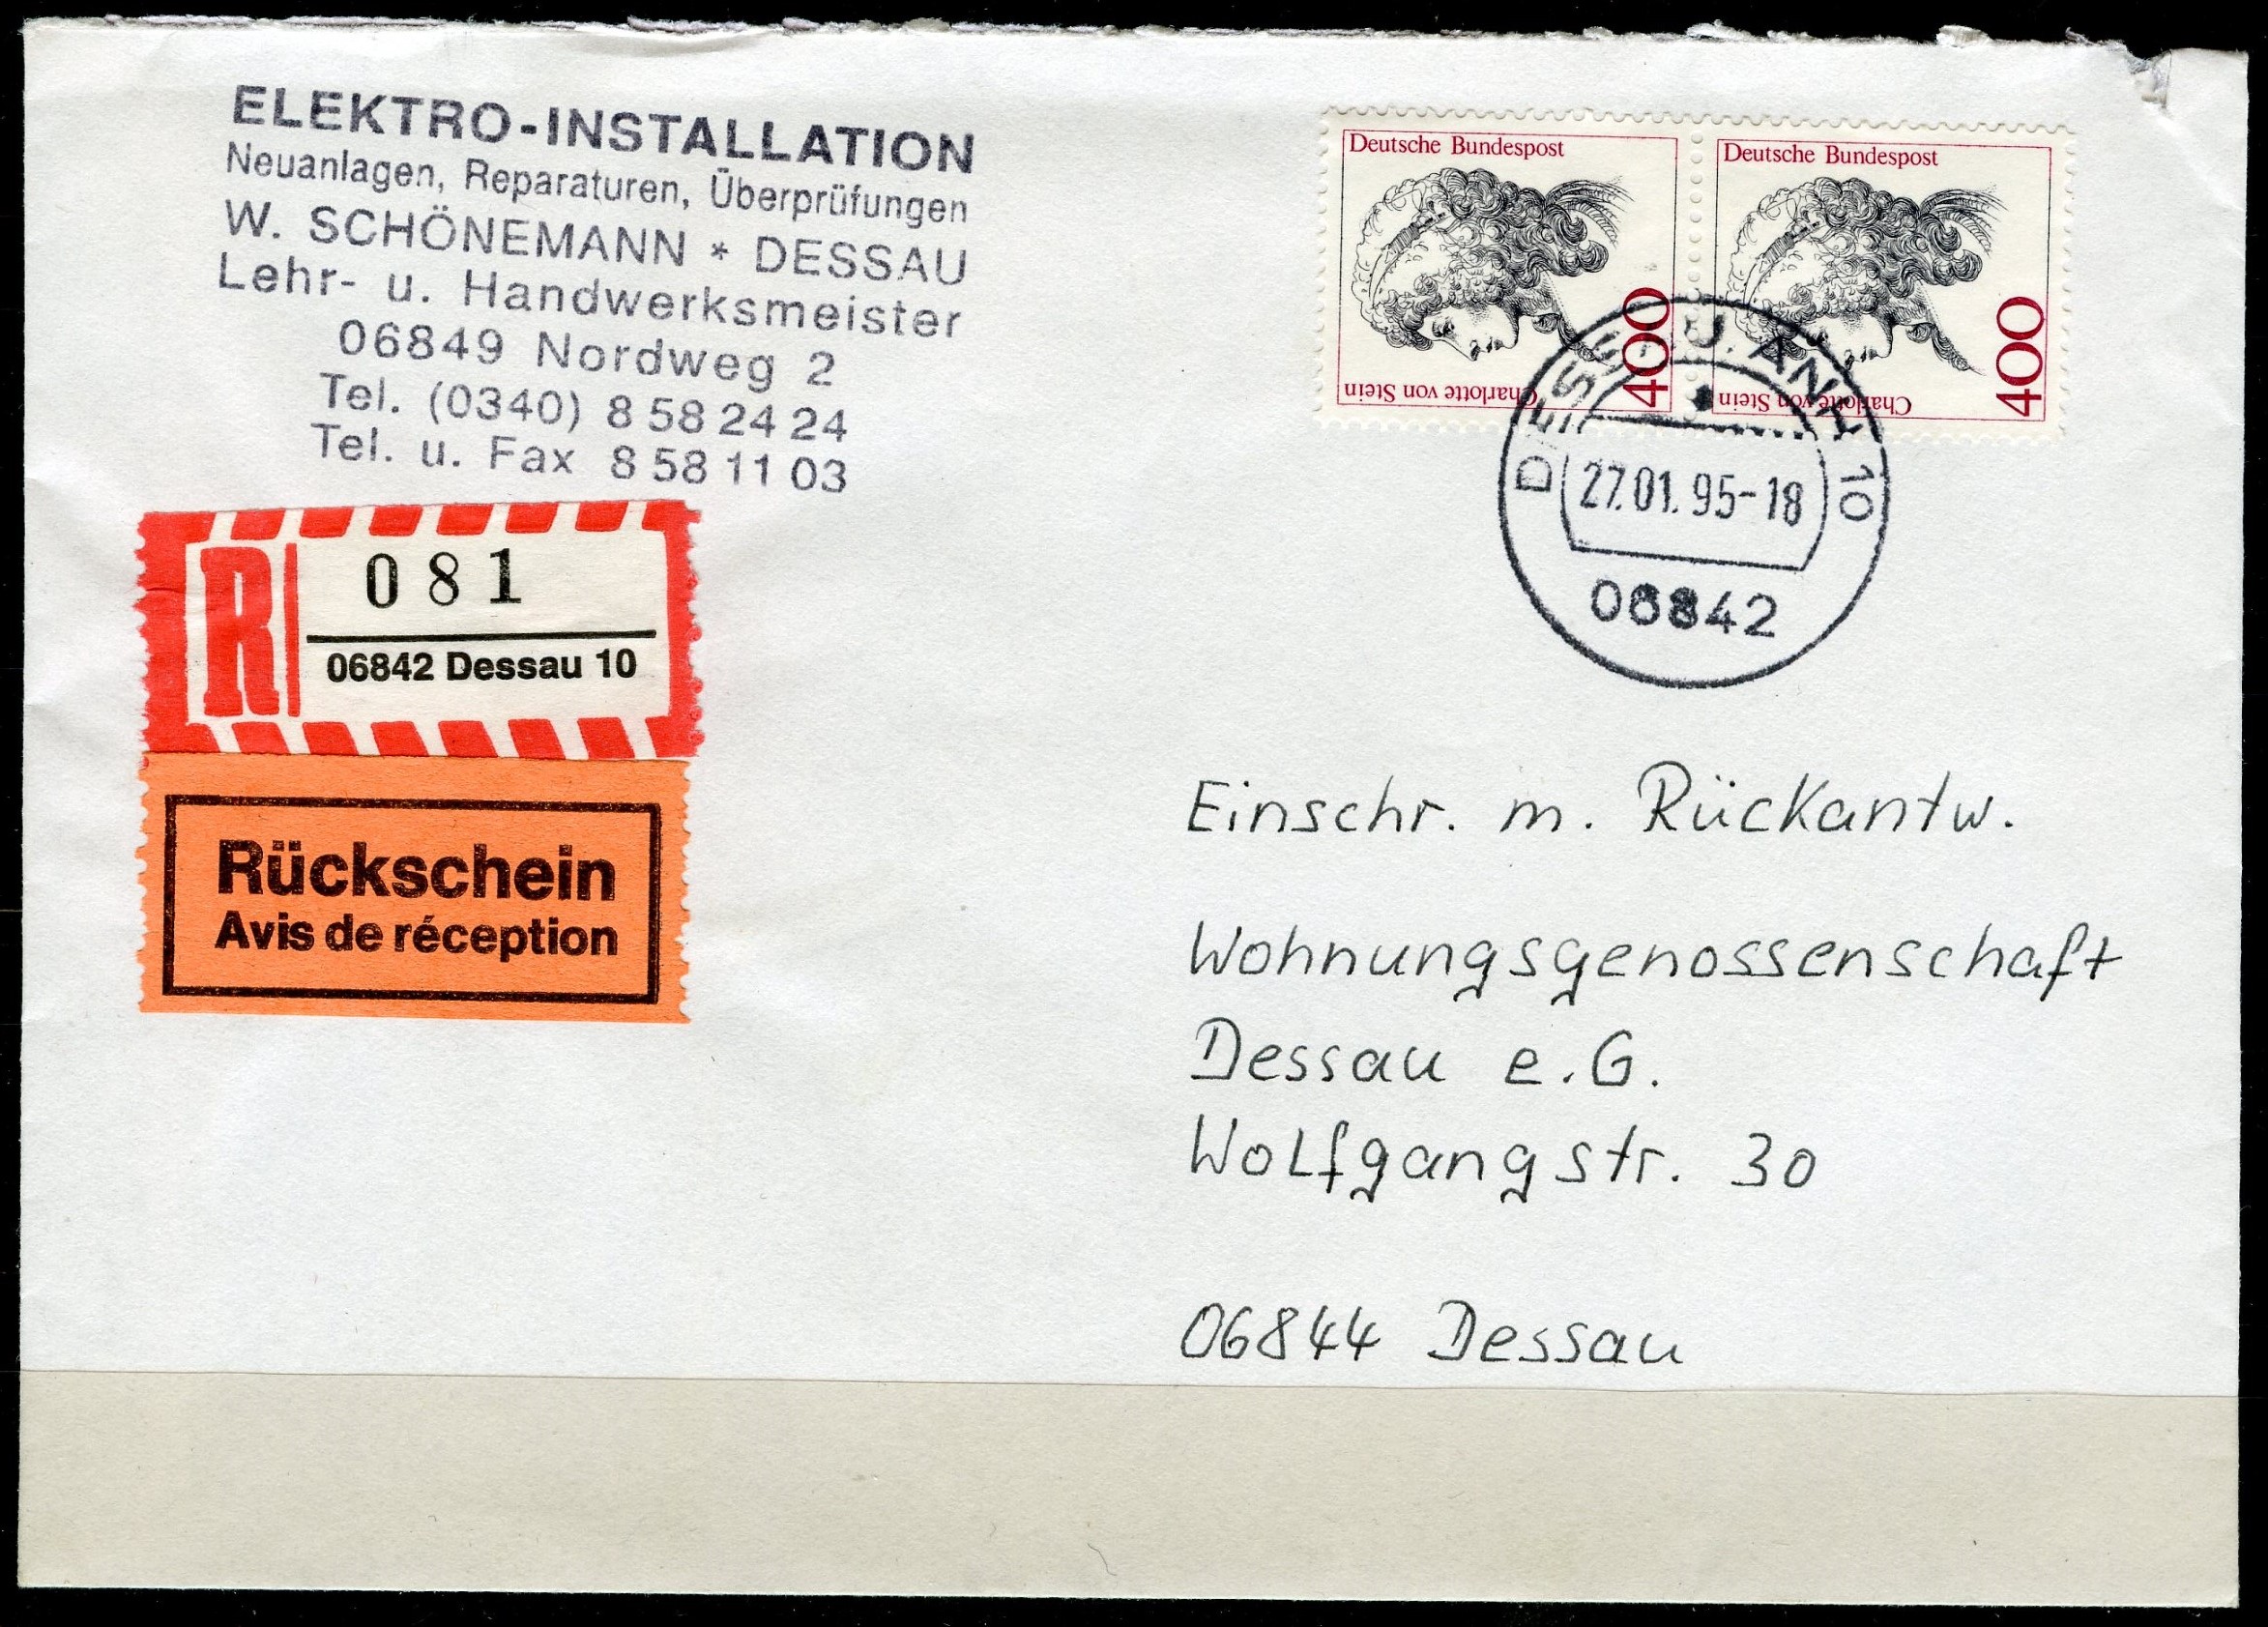 ELEKTRO-INSTALLATION
Neuanlagen, Reparaturen, Überprüfungen
W. SCHÖNEMANN * DESSAU
Lehr- u. Handwerksmeister
06849 Nordweg 2
Tel. (0340) 8 58 24 24
Tel. u. Fax 8 58 11 03
Deutsche Bundespost
400
Charlotte von Stein
Deutsche Bundespost
400
Charlotte von Stein
10
27.01.95-18
06842
R
081
06842 Dessau 10
Rückschein
Avis de réception
Einschr. m. Rückantw.
Wohnungsgenossenschaft
Dessau e.G.
Wolfgangstr. 30
06844 Dessau